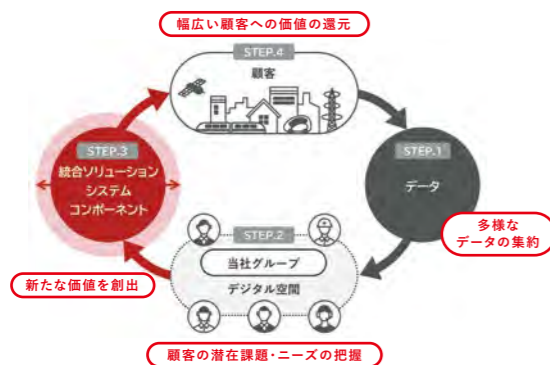 幅広い顧客への価値の還元
STEP.4
顧客
STEP.1
データ
多様な
データの集約
STEP.2
当社グループ
デジタル空間
顧客の潜在課題・ニーズの把握
STEP.3
統合ソリューション
システム
コンポーネント
新たな価値を創出